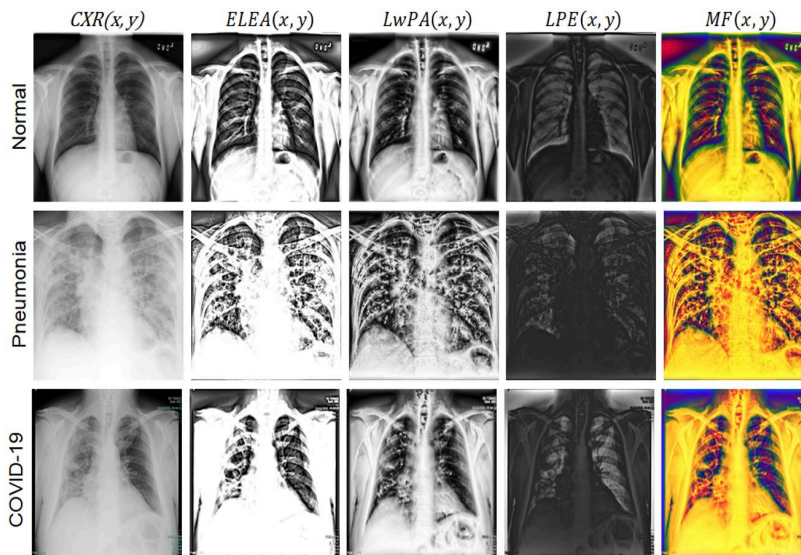 CXR(x, y) ELEA(x, y) LwPA(x, y) LPE(x, y) MF(x, y)
Normal
Pneumonia
COVID-19